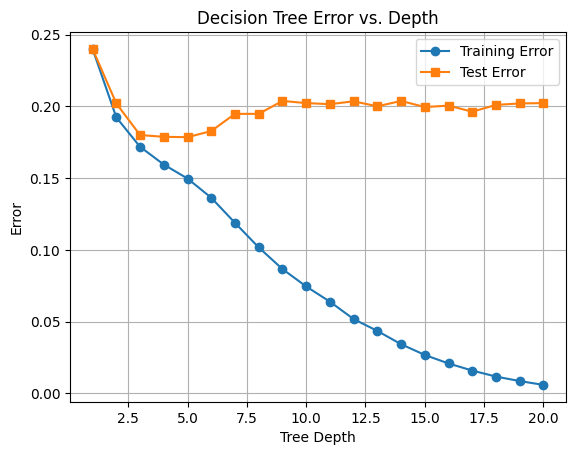 Decision Tree Error vs. Depth
Training Error
Test Error
0.25
0.20
0.15
0.10
0.05
0.00
Error
2.5 5.0 7.5 10.0 12.5 15.0 17.5 20.0
Tree Depth